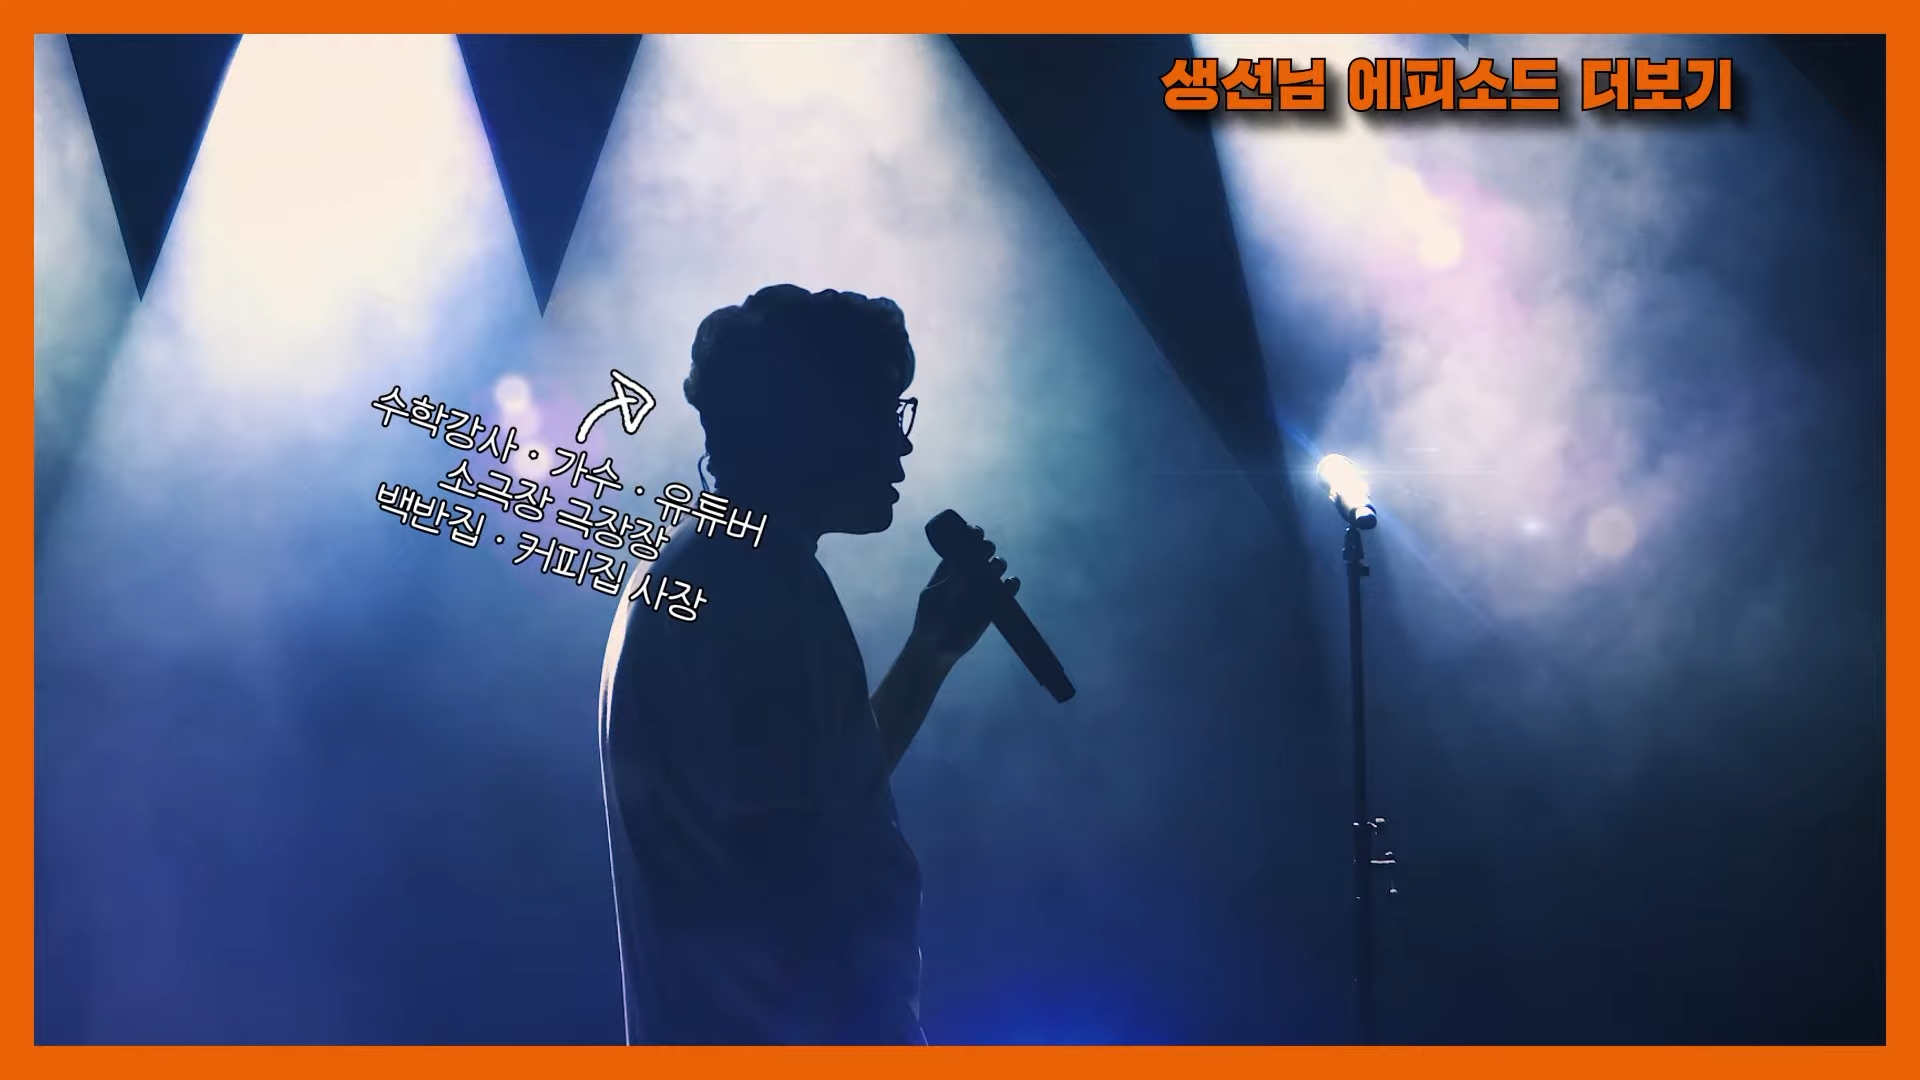 생선님 에피소드 더보기
수학강사 · 가수 · 유튜버
소극장 극장장
백반집 · 커피집 사장